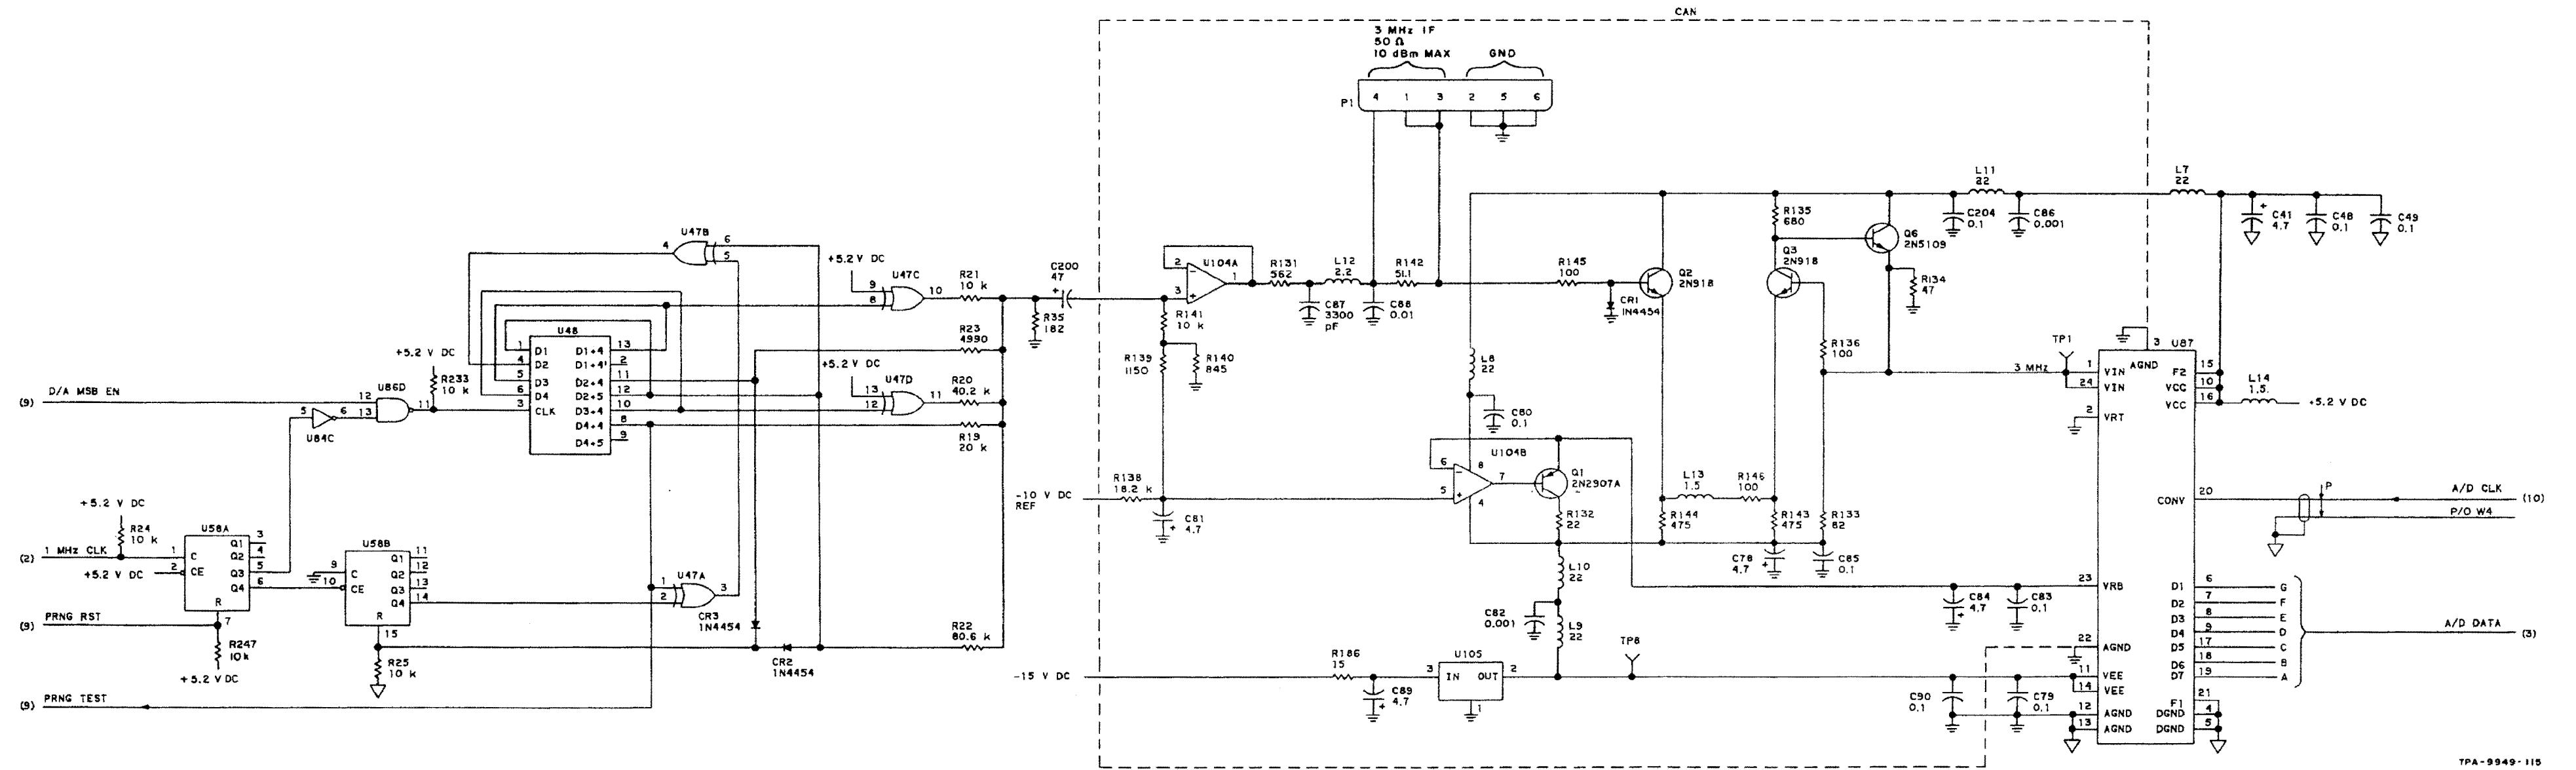 CAN
3 MHz IF
50 Ω
10 dBm MAX
GND
P1
4 1 3 2 5 6
L11
22
L7
22
C204
0.1
C86
0.001
C41
4.7
C48
0.1
C49
0.1
R135
680
Q6
2N5109
Q3
2N918
R134
47
U47B
4
6
5
+5.2 V DC
U47C
9
8
10
R21
10 k
C200
47
R35
182
U104A
2
3
1
R131
562
L12
2.2
R142
51.1
C87
3300
pF
C88
0.01
R145
100
CR1
1N4454
Q2
2N918
R141
10 k
R139
1150
R140
845
R136
100
TP1
3 MHz
U48
1 D1
4 D2
5 D3
6 D4
3 CLK
D1+4 13
D1+4' 2
D2+4 11
D2+5 12
D3+4 10
D4+4 8
D4+5 9
R23
4990
+5.2 V DC
U47D
13
12
11
R20
40.2 k
R19
20 k
+5.2 V DC
R233
10 k
(9) D/A MSB EN
U86D
12
13
11
5
6
U84C
L8
22
C80
0.1
U104B
6
5
8
4
7
Q1
2N2907A
R132
22
-10 V DC
REF
R138
18.2 k
C81
4.7
L13
1.5
R146
100
R144
475
R143
475
R133
82
C78
4.7
C85
0.1
L10
22
C82
0.001
L9
22
+5.2 V DC
R24
10 k
(2) 1 MHz CLK
+5.2 V DC
U58A
1 C
2 CE
Q1 3
Q2 4
Q3 5
Q4 6
R
7
U58B
9 C
10 CE
Q1 11
Q2 12
Q3 13
Q4 14
R
15
(9) PRNG RST
R247
10k
+5.2 V DC
R25
10 k
(9) PRNG TEST
U47A
1
2
3
CR3
1N4454
CR2
1N4454
R22
80.6 k
-15 V DC
R186
15
C89
4.7
U105
3 IN OUT 2
1
TP8
C84
4.7
C83
0.1
C90
0.1
C79
0.1
3 U87
AGND
1 VIN
24 VIN
2 VRT
23 VRB
22 AGND
11 VEE
14 VEE
12 AGND
13 AGND
F2 15
VCC 10
VCC 16
L14
1.5
+5.2 V DC
CONV 20
P
A/D CLK (10)
P/O W4
D1 6 G
D2 7 F
D3 8 E
D4 9 D
D5 17 C
D6 18 B
D7 19 A
A/D DATA (3)
F1 21
DGND 4
DGND 5
TPA-9949-115